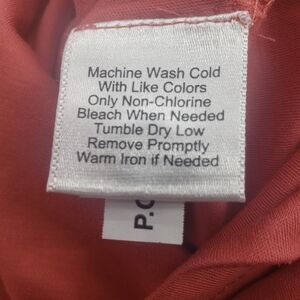 Machine Wash Cold
With Like Colors
Only Non-Chlorine
Bleach When Needed
Tumble Dry Low
Remove Promptly
Warm Iron if Needed